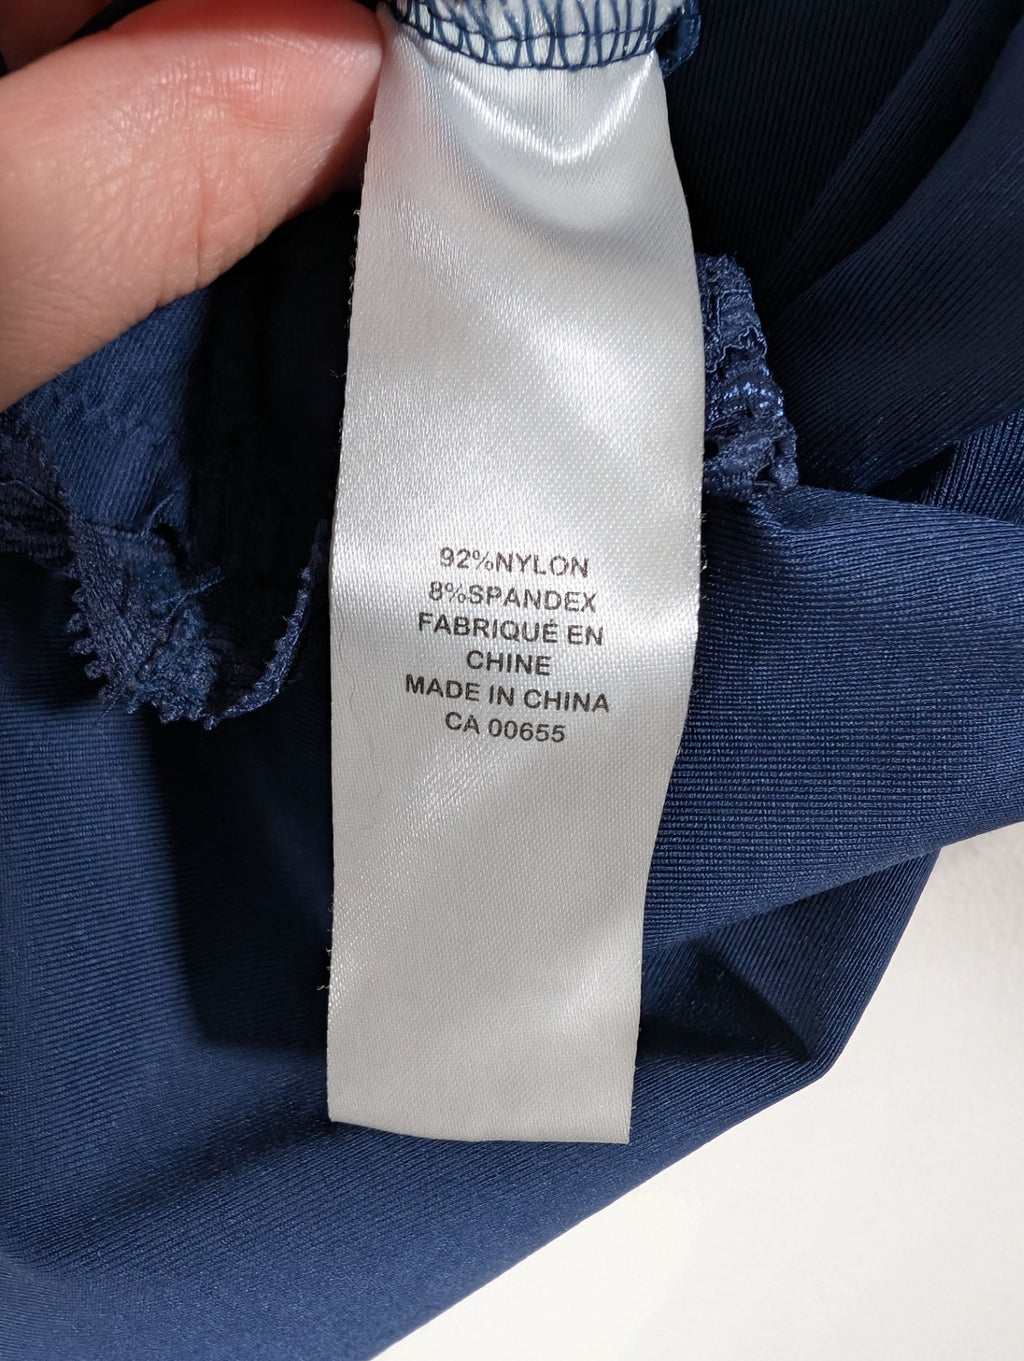 92%NYLON
8%SPANDEX
FABRIQUÉ EN
CHINE
MADE IN CHINA
CA 00655